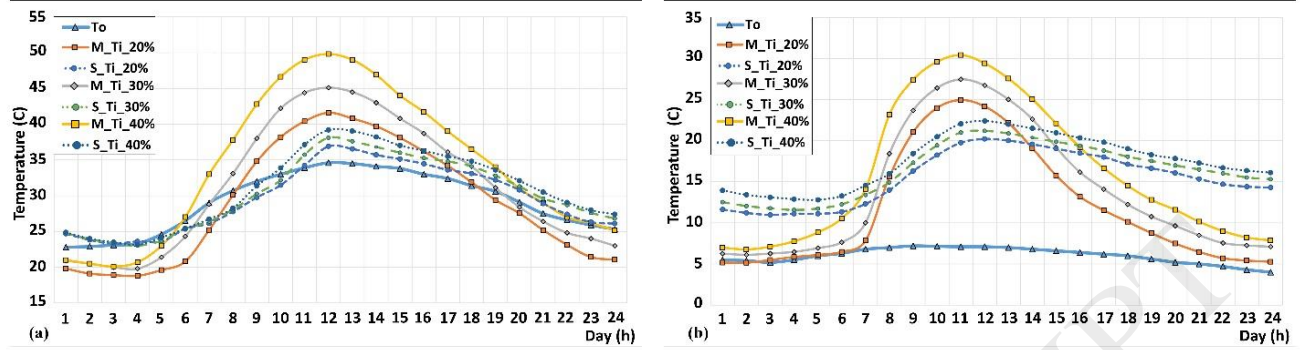 55
50
45
40
35
30
25
20
15
Temperature (C)
To
M_Ti_20%
S_Ti_20%
M_Ti_30%
S_Ti_30%
M_Ti_40%
S_Ti_40%
1 2 3 4 5 6 7 8 9 10 11 12 13 14 15 16 17 18 19 20 21 22 23 24
(a)
Day (h)
35
30
25
20
15
10
5
0
Temperature (C)
To
M_Ti_20%
S_Ti_20%
M_Ti_30%
S_Ti_30%
M_Ti_40%
S_Ti_40%
1 2 3 4 5 6 7 8 9 10 11 12 13 14 15 16 17 18 19 20 21 22 23 24
(b)
Day (h)